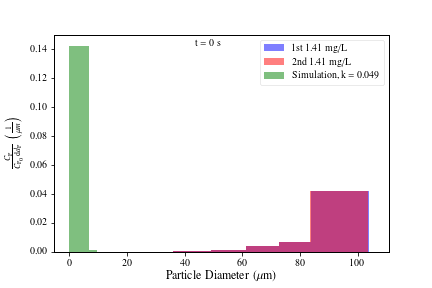 t = 0 s
1st 1.41 mg/L
2nd 1.41 mg/L
Simulation, k = 0.049
0.14
0.12
0.10
0.08
0.06
0.04
0.02
0.00
0
20
40
60
80
100
Particle Diameter (μm)